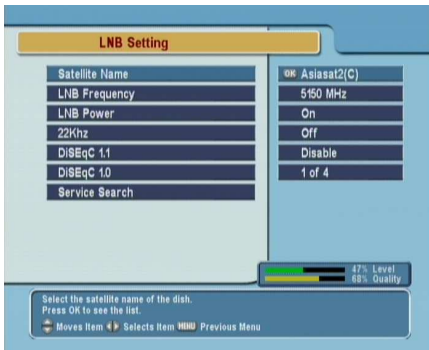 LNB Setting
Satellite Name OK Asiasat2(C)
LNB Frequency 5150 MHz
LNB Power On
22Khz Off
DiSEqC 1.1 Disable
DiSEqC 1.0 1 of 4
Service Search
47% Level
68% Quality
Select the satellite name of the dish.
Press OK to see the list.
Moves Item Selects Item MENU Previous Menu